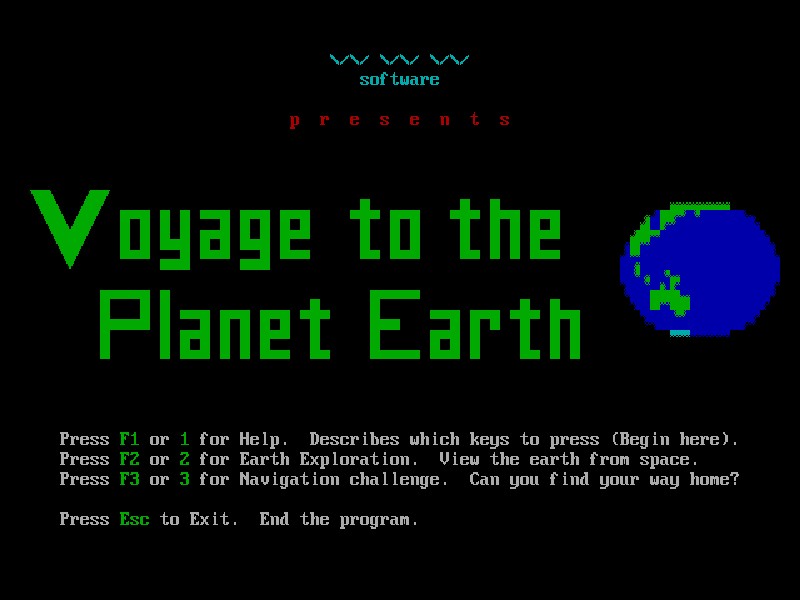 software
presents
Voyage to the
Planet Earth
Press F1 or 1 for Help.  Describes which keys to press (Begin here).
Press F2 or 2 for Earth Exploration.  View the earth from space.
Press F3 or 3 for Navigation challenge.  Can you find your way home?
Press Esc to Exit.  End the program.